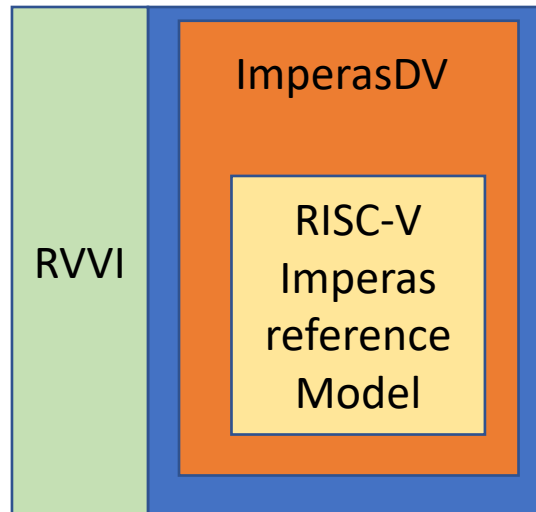 ImperasDV
RVVI
RISC-V
Imperas
reference
Model